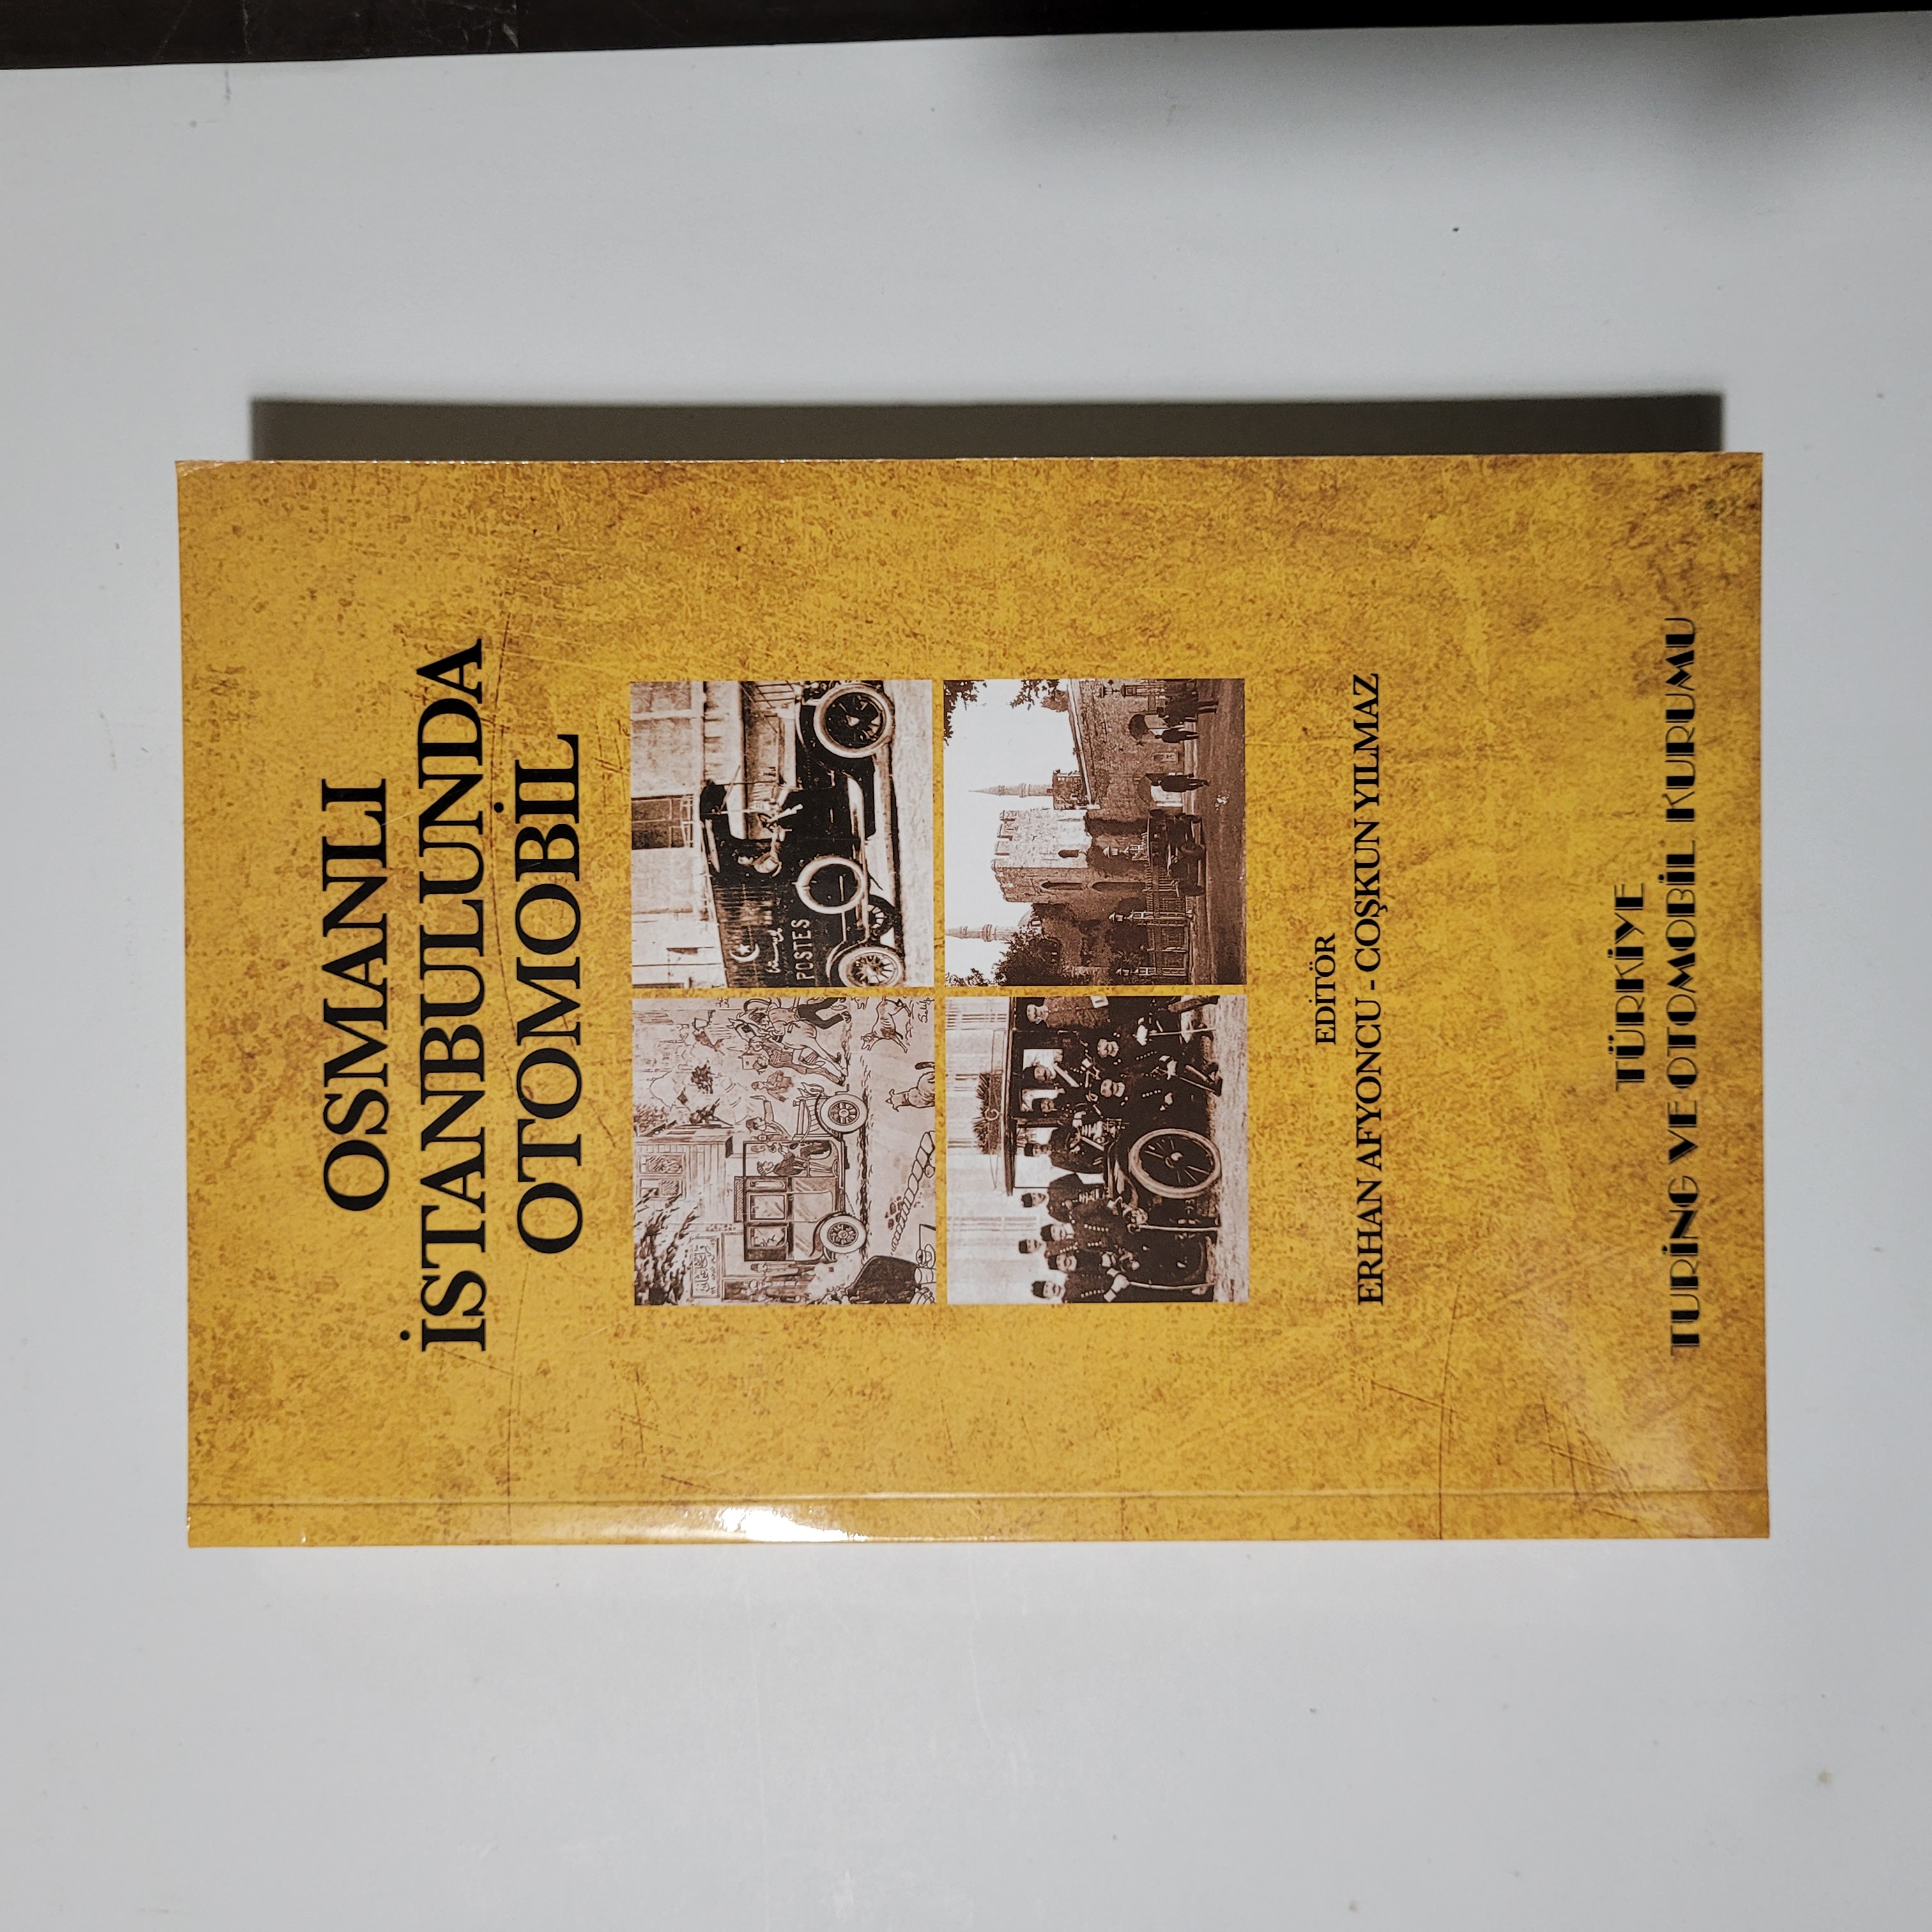 OSMANLI
İSTANBULUNDA
OTOMOBİL
POSTES
EDİTÖR
ERHAN AFYONCU - COŞKUN YILMAZ
TÜRKİYE
TURİNG VE OTOMOBİL KURUMU